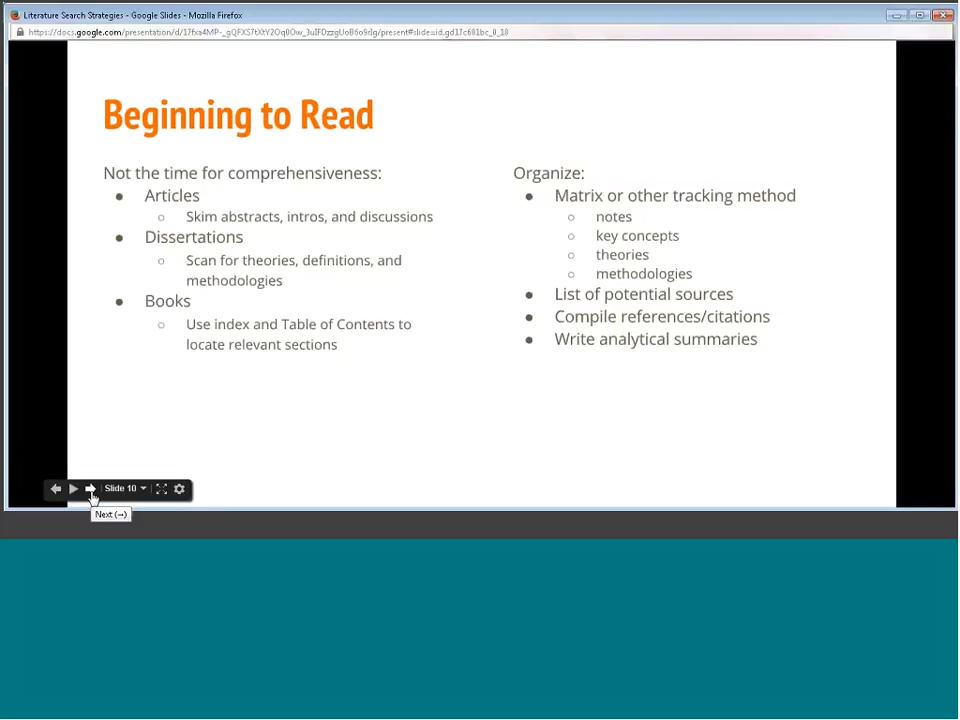 Literature Search Strategies - Google Slides - Mozilla Firefox
Beginning to Read
Not the time for comprehensiveness:
● Articles
○ Skim abstracts, intros, and discussions
● Dissertations
○ Scan for theories, definitions, and
methodologies
● Books
○ Use index and Table of Contents to
locate relevant sections
Organize:
● Matrix or other tracking method
○ notes
○ key concepts
○ theories
○ methodologies
● List of potential sources
● Compile references/citations
● Write analytical summaries
Slide 10
Next (→)